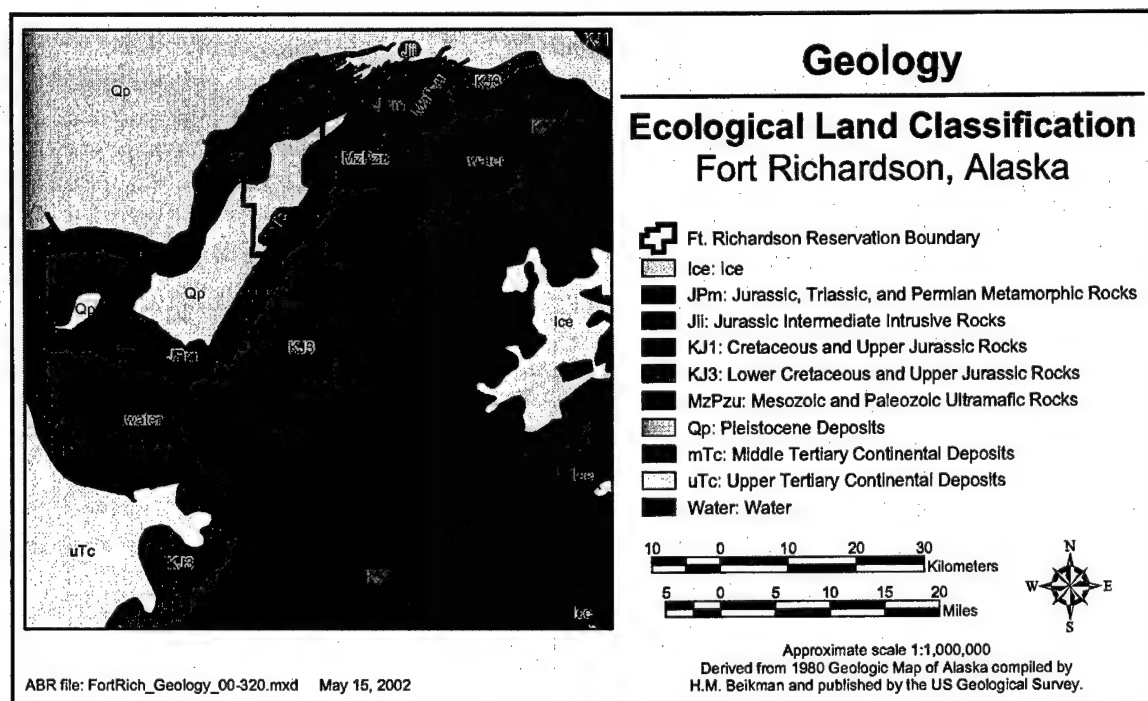 Geology
Ecological Land Classification
Fort Richardson, Alaska
Ft. Richardson Reservation Boundary
Ice: Ice
JPm: Jurassic, Triassic, and Permian Metamorphic Rocks
Jii: Jurassic Intermediate Intrusive Rocks
KJ1: Cretaceous and Upper Jurassic Rocks
KJ3: Lower Cretaceous and Upper Jurassic Rocks
MzPzu: Mesozoic and Paleozoic Ultramafic Rocks
Qp: Pleistocene Deposits
mTc: Middle Tertiary Continental Deposits
uTc: Upper Tertiary Continental Deposits
Water: Water
10 0 10 20 30
Kilometers
5 0 5 10 15 20
Miles
N
W E
S
Approximate scale 1:1,000,000
Derived from 1980 Geologic Map of Alaska compiled by
H.M. Beikman and published by the US Geological Survey.
Jii
KJ1
Qp
KJ3
water
Qp
Qp
Ice
KJ3
water
Ice
uTc
KJ3
Ice
ABR file: FortRich_Geology_00-320.mxd May 15, 2002